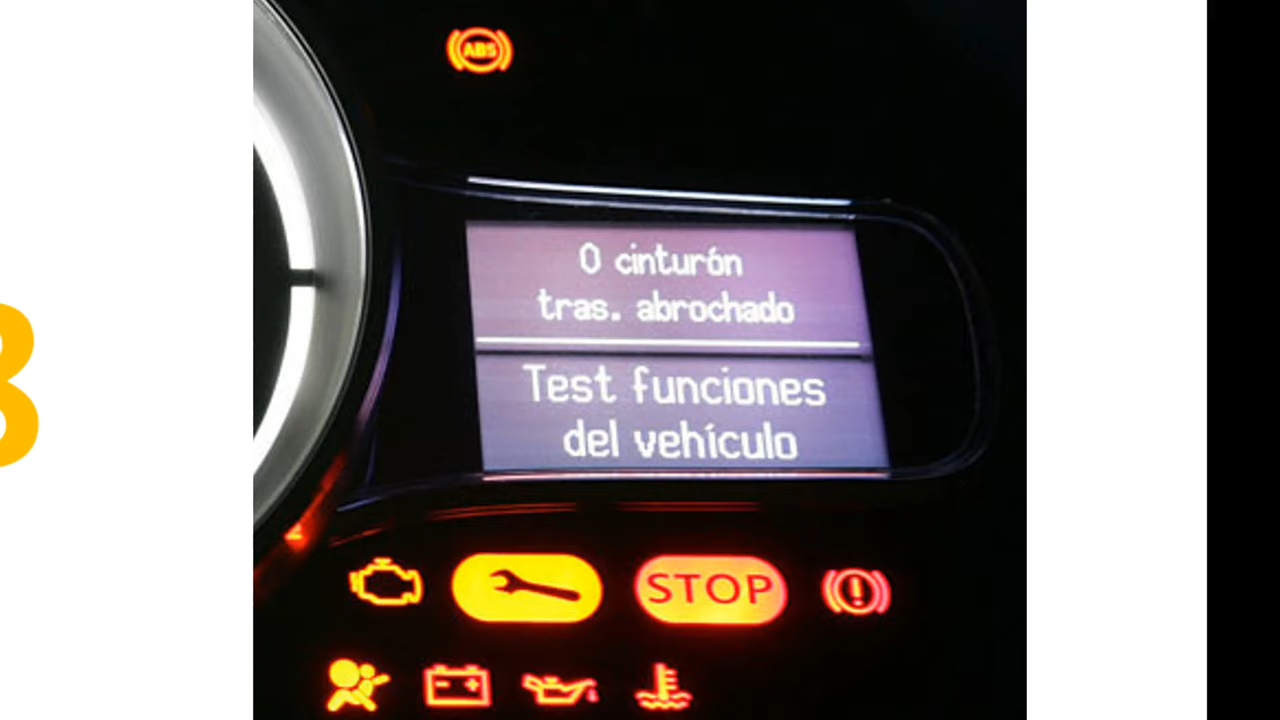 ABS
0 cinturón
tras. abrochado
Test funciones
del vehículo
STOP